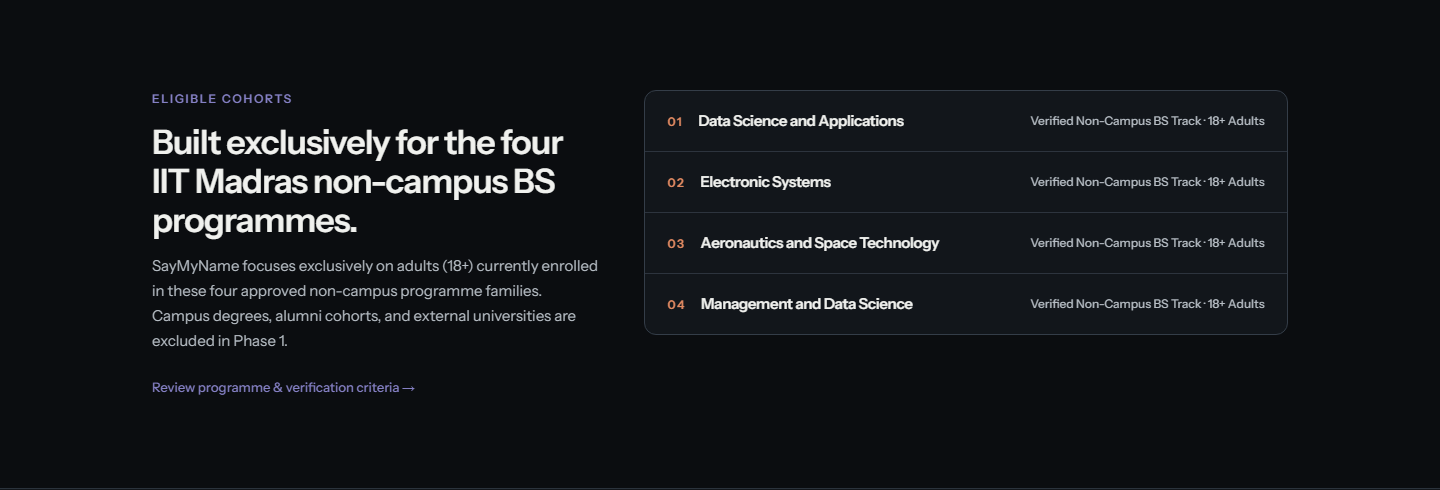 ELIGIBLE COHORTS
Built exclusively for the four
IIT Madras non-campus BS
programmes.
SayMyName focuses exclusively on adults (18+) currently enrolled
in these four approved non-campus programme families.
Campus degrees, alumni cohorts, and external universities are
excluded in Phase 1.
Review programme & verification criteria →
01 Data Science and Applications Verified Non-Campus BS Track · 18+ Adults
02 Electronic Systems Verified Non-Campus BS Track · 18+ Adults
03 Aeronautics and Space Technology Verified Non-Campus BS Track · 18+ Adults
04 Management and Data Science Verified Non-Campus BS Track · 18+ Adults